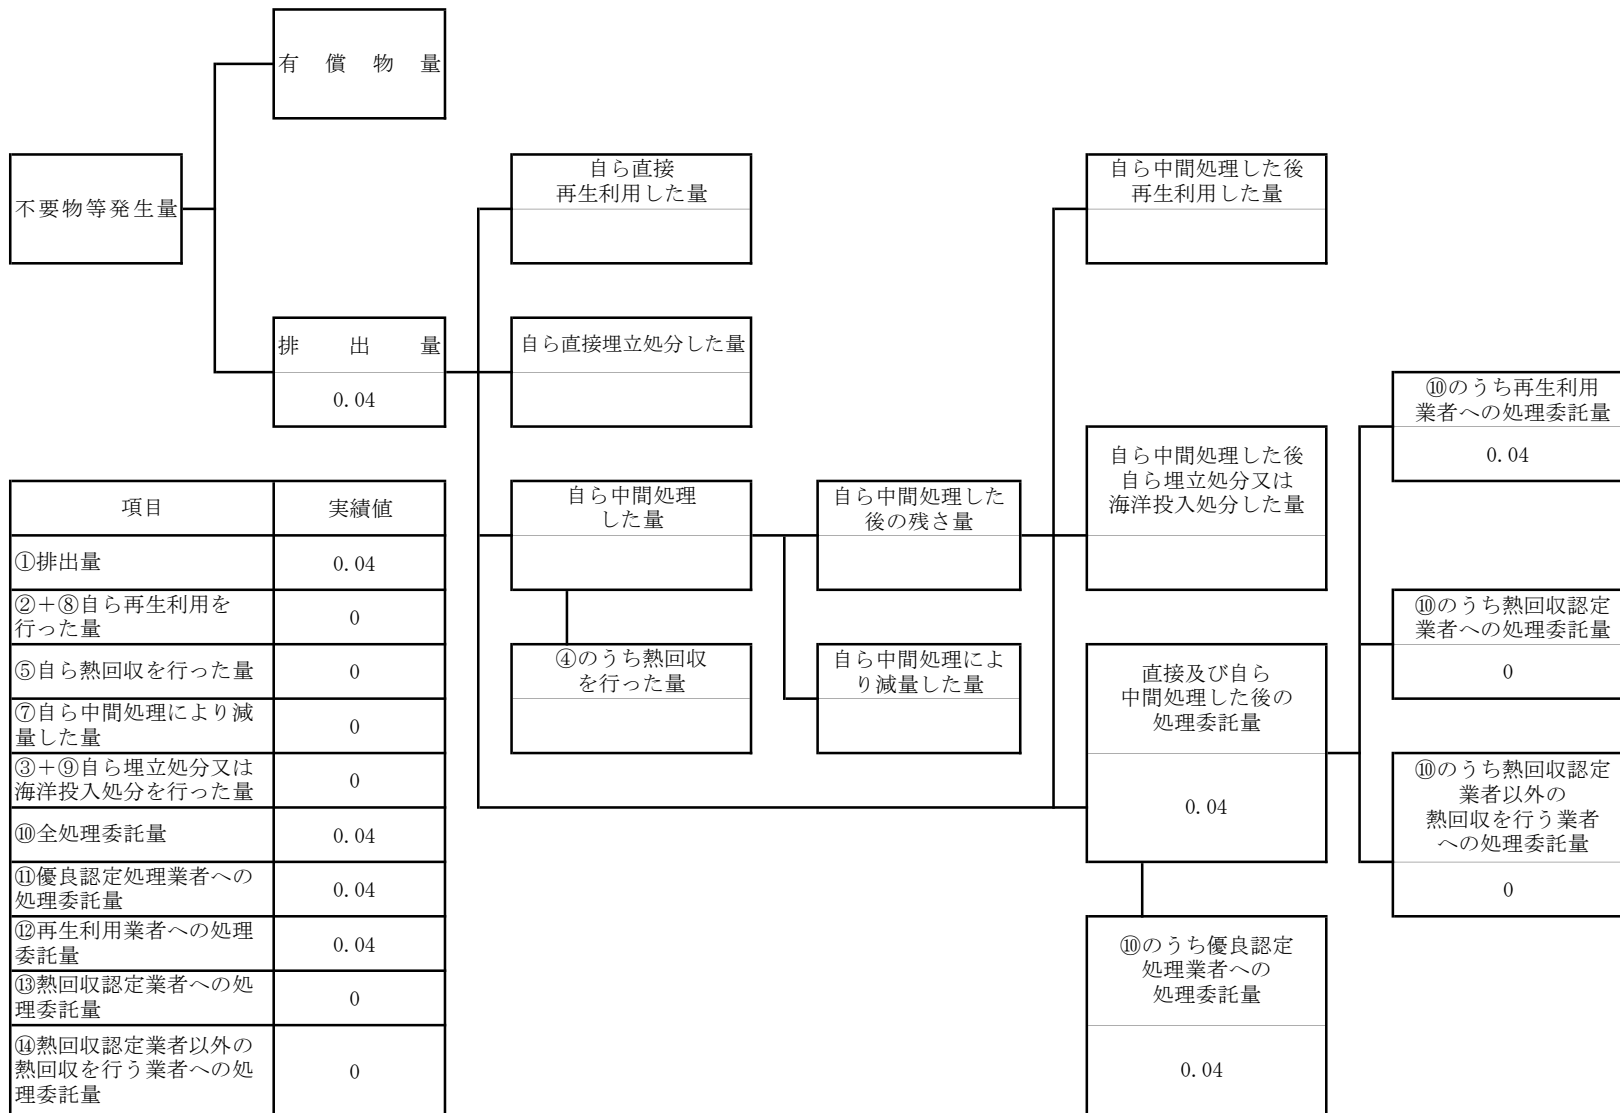 有償物量
不要物等発生量
排出量
0.04
自ら直接
再生利用した量
自ら直接埋立処分した量
自ら中間処理
した量
④のうち熱回収
を行った量
自ら中間処理した
後の残さ量
自ら中間処理によ
り減量した量
自ら中間処理した後
再生利用した量
自ら中間処理した後
自ら埋立処分又は
海洋投入処分した量
直接及び自ら
中間処理した後の
処理委託量
0.04
⑩のうち優良認定
処理業者への
処理委託量
0.04
⑩のうち再生利用
業者への処理委託量
0.04
⑩のうち熱回収認定
業者への処理委託量
0
⑩のうち熱回収認定
業者以外の
熱回収を行う業者
への処理委託量
0
項目 実績値
①排出量 0.04
②+⑧自ら再生利用を
行った量 0
⑤自ら熱回収を行った量 0
⑦自ら中間処理により減
量した量 0
③+⑨自ら埋立処分又は
海洋投入処分を行った量 0
⑩全処理委託量 0.04
⑪優良認定処理業者への
処理委託量 0.04
⑫再生利用業者への処理
委託量 0.04
⑬熱回収認定業者への処
理委託量 0
⑭熱回収認定業者以外の
熱回収を行う業者への処
理委託量 0